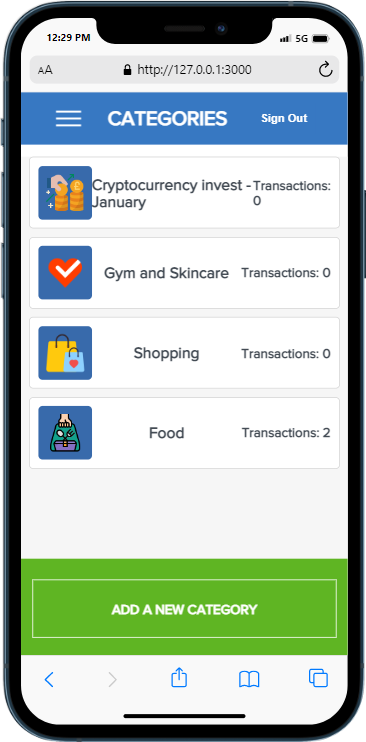 12:29 PM
5G
AA
http://127.0.0.1:3000
CATEGORIES
Sign Out
Cryptocurrency invest -
January
Transactions:
0
Gym and Skincare
Transactions: 0
Shopping
Transactions: 0
Food
Transactions: 2
ADD A NEW CATEGORY